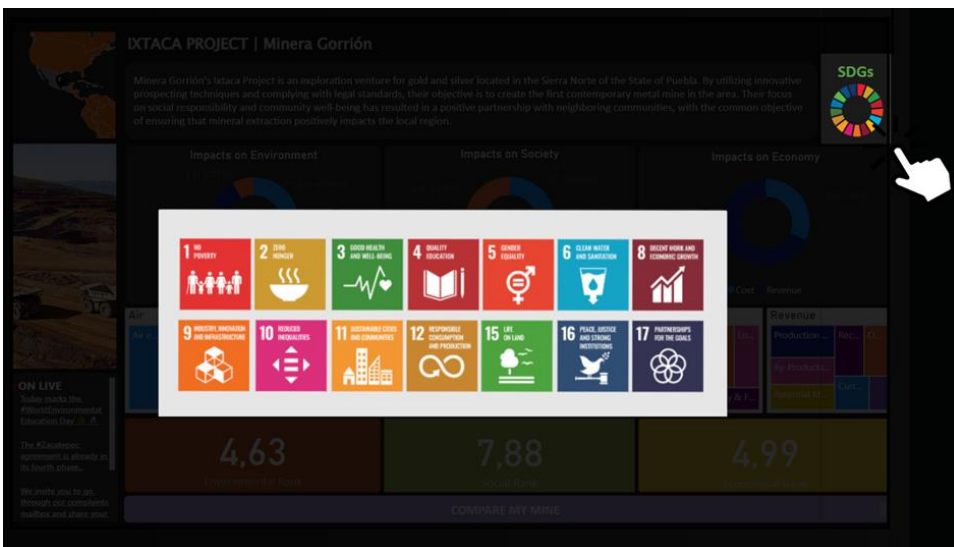 IXTACA PROJECT | Minera Gorrión
Minera Gorrión's Ixtaca Project is an exploration venture for gold and silver located in the Sierra Norte of the State of Puebla. By utilizing innovative
prospecting techniques and complying with legal standards, their objective is to create the first contemporary metal mine in the area. Their focus
on social responsibility and community well-being has resulted in a positive partnership with neighboring communities, with the common objective
of ensuring that mineral extraction positively impacts the local region.
SDGs
Impacts on Environment
Impacts on Society
Impacts on Economy
1 NO
POVERTY
2 ZERO
HUNGER
3 GOOD HEALTH
AND WELL-BEING
4 QUALITY
EDUCATION
5 GENDER
EQUALITY
6 CLEAN WATER
AND SANITATION
8 DECENT WORK AND
ECONOMIC GROWTH
9 INDUSTRY, INNOVATION
AND INFRASTRUCTURE
10 REDUCED
INEQUALITIES
11 SUSTAINABLE CITIES
AND COMMUNITIES
12 RESPONSIBLE
CONSUMPTION
AND PRODUCTION
15 LIFE
ON LAND
16 PEACE, JUSTICE
AND STRONG
INSTITUTIONS
17 PARTNERSHIPS
FOR THE GOALS
Cost Revenue
Air
Revenue
Lo...
Production ...
Rec...
By-Products...
y & F...
Potential M...
Curr...
ON LIVE
Today marks the
#WorldEnvironmental
Education Day
The #Zacatepec
agreement is already in
its fourth phase...
We invite you to go
through our complaints
mailbox and share your
4,63
Environmental Rank
7,88
Social Rank
4,99
COMPARE MY MINE